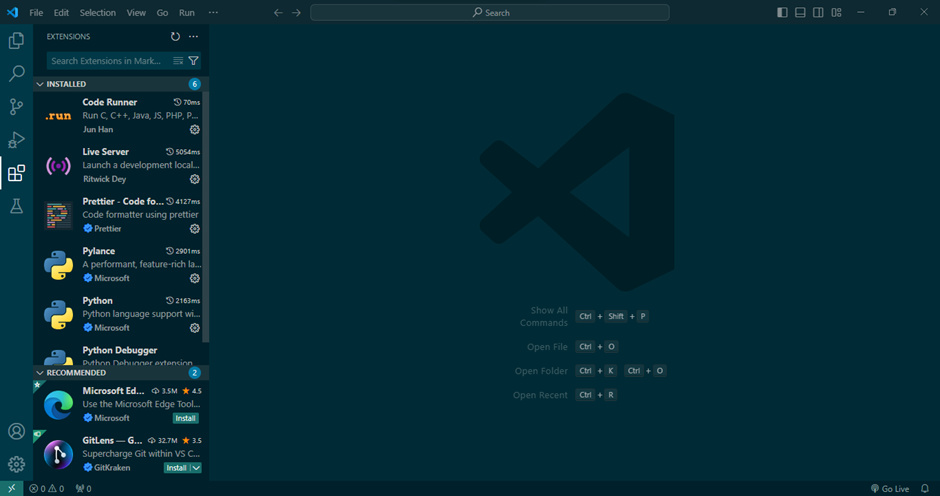 File Edit Selection View Go Run ···
Search
EXTENSIONS
Search Extensions in Mark...
INSTALLED 6
.run
Code Runner 70ms
Run C, C++, Java, JS, PHP, P...
Jun Han
Live Server 5054ms
Launch a development local...
Ritwick Dey
Prettier - Code fo... 4127ms
Code formatter using prettier
Prettier
Pylance 2901ms
A performant, feature-rich la...
Microsoft
Python 2163ms
Python language support wi...
Microsoft
Python Debugger
Python Debugger extension
RECOMMENDED 2
Microsoft Ed... 3.5M 4.5
Use the Microsoft Edge Tool...
Microsoft Install
GitLens — G... 32.7M 3.5
Supercharge Git within VS C...
GitKraken Install
Show All Commands Ctrl + Shift + P
Open File Ctrl + O
Open Folder Ctrl + K Ctrl + O
Open Recent Ctrl + R
0 0 0 Go Live